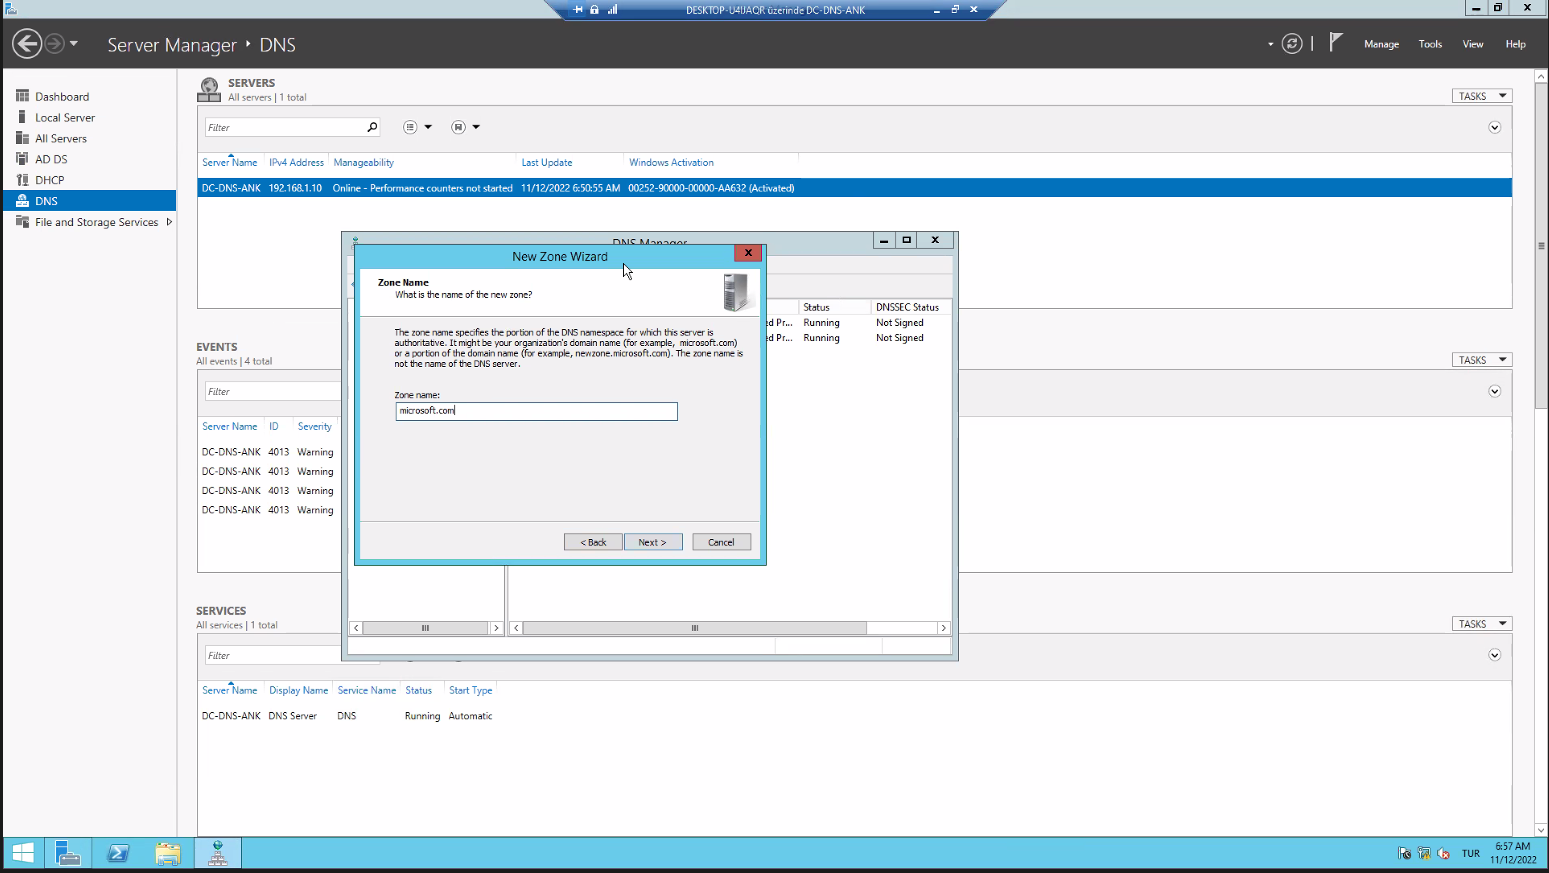 DESKTOP-U4IJAQR üzerinde DC-DNS-ANK
Server Manager ‣ DNS
Manage
Tools
View
Help
Dashboard
Local Server
All Servers
AD DS
DHCP
DNS
File and Storage Services
SERVERS
All servers | 1 total
TASKS
Filter
Server Name IPv4 Address Manageability Last Update Windows Activation
DC-DNS-ANK 192.168.1.10 Online - Performance counters not started 11/12/2022 6:50:55 AM 00252-90000-00000-AA632 (Activated)
EVENTS
All events | 4 total
TASKS
Filter
Server Name ID Severity
DC-DNS-ANK 4013 Warning
DC-DNS-ANK 4013 Warning
DC-DNS-ANK 4013 Warning
DC-DNS-ANK 4013 Warning
DNS Manager
Status DNSSEC Status
ed Pr... Running Not Signed
ed Pr... Running Not Signed
New Zone Wizard
Zone Name
What is the name of the new zone?
The zone name specifies the portion of the DNS namespace for which this server is
authoritative. It might be your organization's domain name (for example, microsoft.com)
or a portion of the domain name (for example, newzone.microsoft.com). The zone name is
not the name of the DNS server.
Zone name:
microsoft.com
< Back
Next >
Cancel
SERVICES
All services | 1 total
TASKS
Filter
Server Name Display Name Service Name Status Start Type
DC-DNS-ANK DNS Server DNS Running Automatic
TUR
6:57 AM
11/12/2022